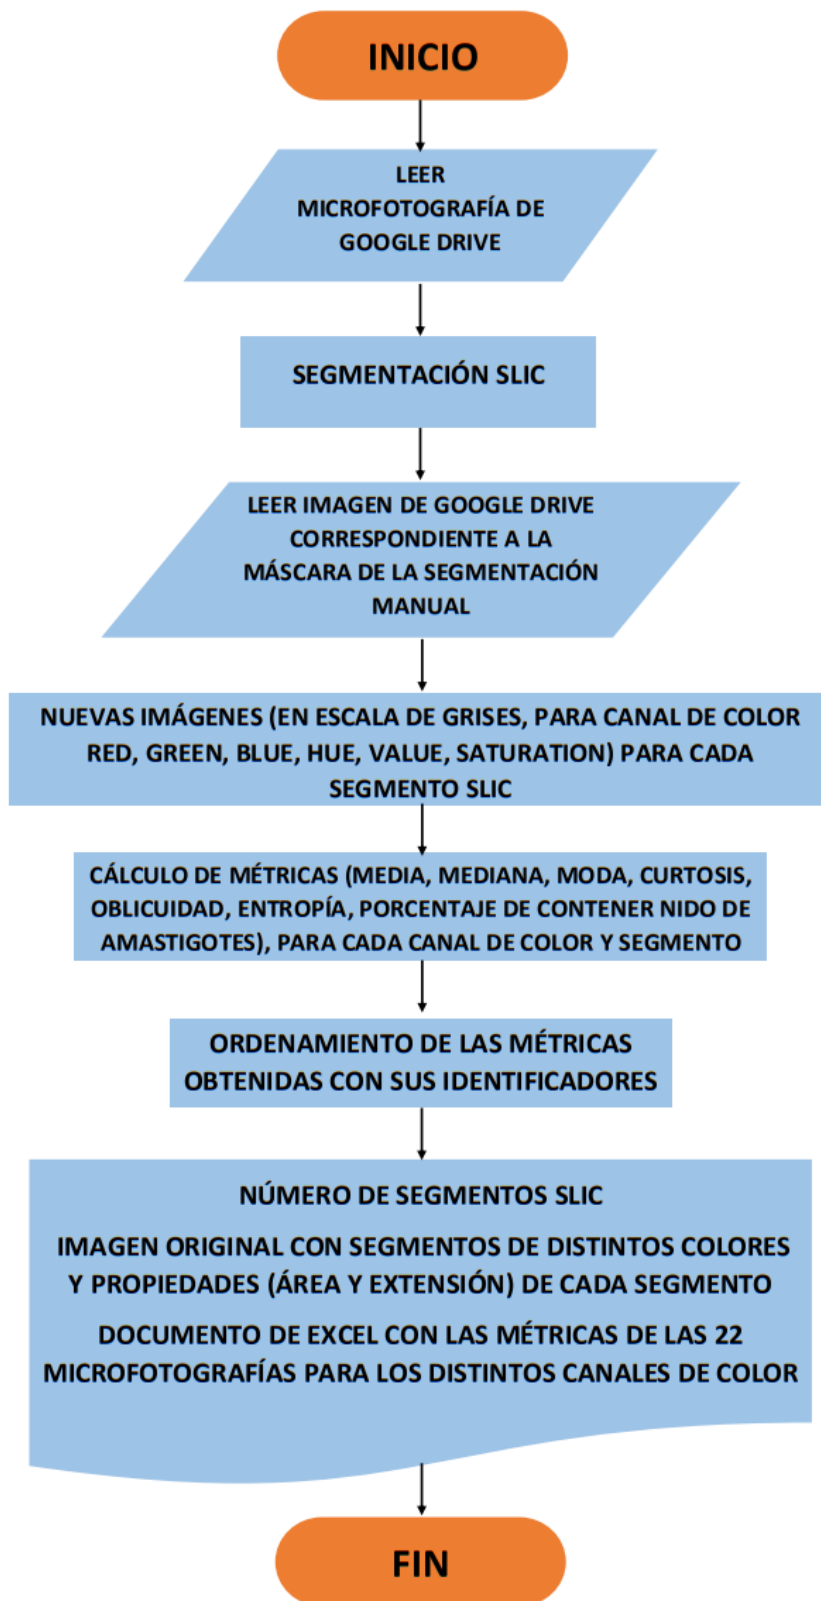 INICIO
LEER
MICROFOTOGRAFÍA DE
GOOGLE DRIVE
SEGMENTACIÓN SLIC
LEER IMAGEN DE GOOGLE DRIVE
CORRESPONDIENTE A LA
MÁSCARA DE LA SEGMENTACIÓN
MANUAL
NUEVAS IMÁGENES (EN ESCALA DE GRISES, PARA CANAL DE COLOR
RED, GREEN, BLUE, HUE, VALUE, SATURATION) PARA CADA
SEGMENTO SLIC
CÁLCULO DE MÉTRICAS (MEDIA, MEDIANA, MODA, CURTOSIS,
OBLICUIDAD, ENTROPÍA, PORCENTAJE DE CONTENER NIDO DE
AMASTIGOTES), PARA CADA CANAL DE COLOR Y SEGMENTO
ORDENAMIENTO DE LAS MÉTRICAS
OBTENIDAS CON SUS IDENTIFICADORES
NÚMERO DE SEGMENTOS SLIC
IMAGEN ORIGINAL CON SEGMENTOS DE DISTINTOS COLORES
Y PROPIEDADES (ÁREA Y EXTENSIÓN) DE CADA SEGMENTO
DOCUMENTO DE EXCEL CON LAS MÉTRICAS DE LAS 22
MICROFOTOGRAFÍAS PARA LOS DISTINTOS CANALES DE COLOR
FIN